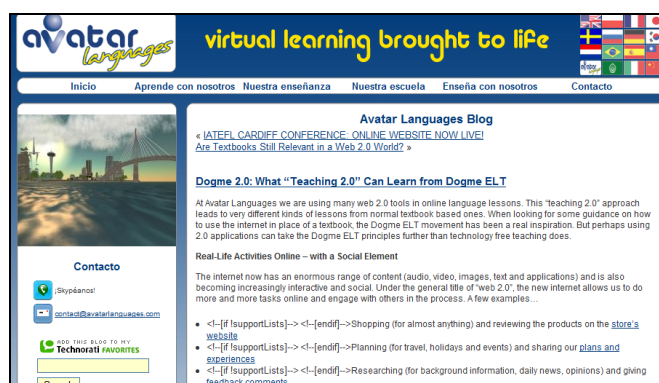 avatar
languages
virtual learning brought to life
Inicio Aprende con nosotros Nuestra enseñanza Nuestra escuela Enseña con nosotros Contacto
Avatar Languages Blog
« IATEFL CARDIFF CONFERENCE: ONLINE WEBSITE NOW LIVE!
Are Textbooks Still Relevant in a Web 2.0 World? »
Dogme 2.0: What “Teaching 2.0” Can Learn from Dogme ELT
At Avatar Languages we are using many web 2.0 tools in online language lessons. This “teaching 2.0” approach
leads to very different kinds of lessons from normal textbook based ones. When looking for some guidance on how
to use the internet in place of a textbook, the Dogme ELT movement has been a real inspiration. But perhaps using
2.0 applications can take the Dogme ELT principles further than technology free teaching does.
Real-Life Activities Online – with a Social Element
The internet now has an enormous range of content (audio, video, images, text and applications) and is also
becoming increasingly interactive and social. Under the general title of “web 2.0”, the new internet allows us to do
more and more tasks online and engage with others in the process. A few examples…
• <!--[if !supportLists]--> <!--[endif]-->Shopping (for almost anything) and reviewing the products on the store's
website
• <!--[if !supportLists]--> <!--[endif]-->Planning (for travel, holidays and events) and sharing our plans and
experiences
• <!--[if !supportLists]--> <!--[endif]-->Researching (for background information, daily news, opinions) and giving
feedback comments
Contacto
¡Skypéanos!
contact@avatarlanguages.com
ADD THIS BLOG TO MY
Technorati FAVORITES